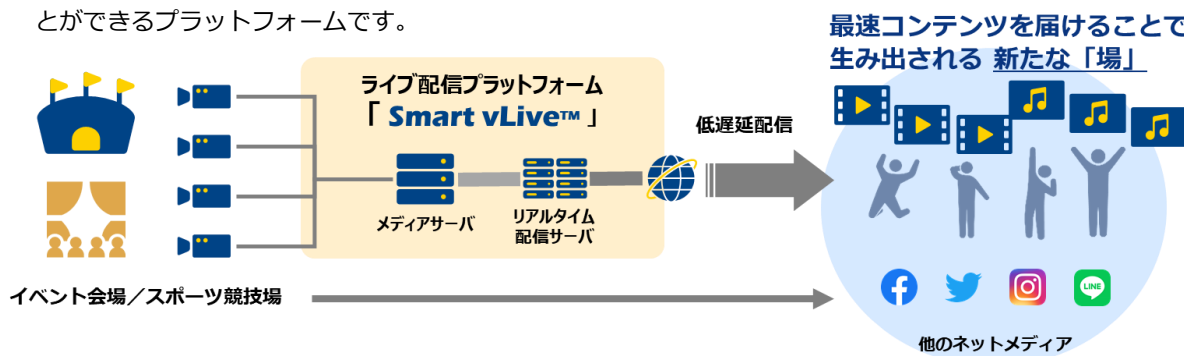 とができるプラットフォームです。
最速コンテンツを届けることで
生み出される 新たな「場」
ライブ配信プラットフォーム
「 Smart vLive™ 」
低遅延配信
メディアサーバ
リアルタイム
配信サーバ
イベント会場／スポーツ競技場
LINE
他のネットメディア